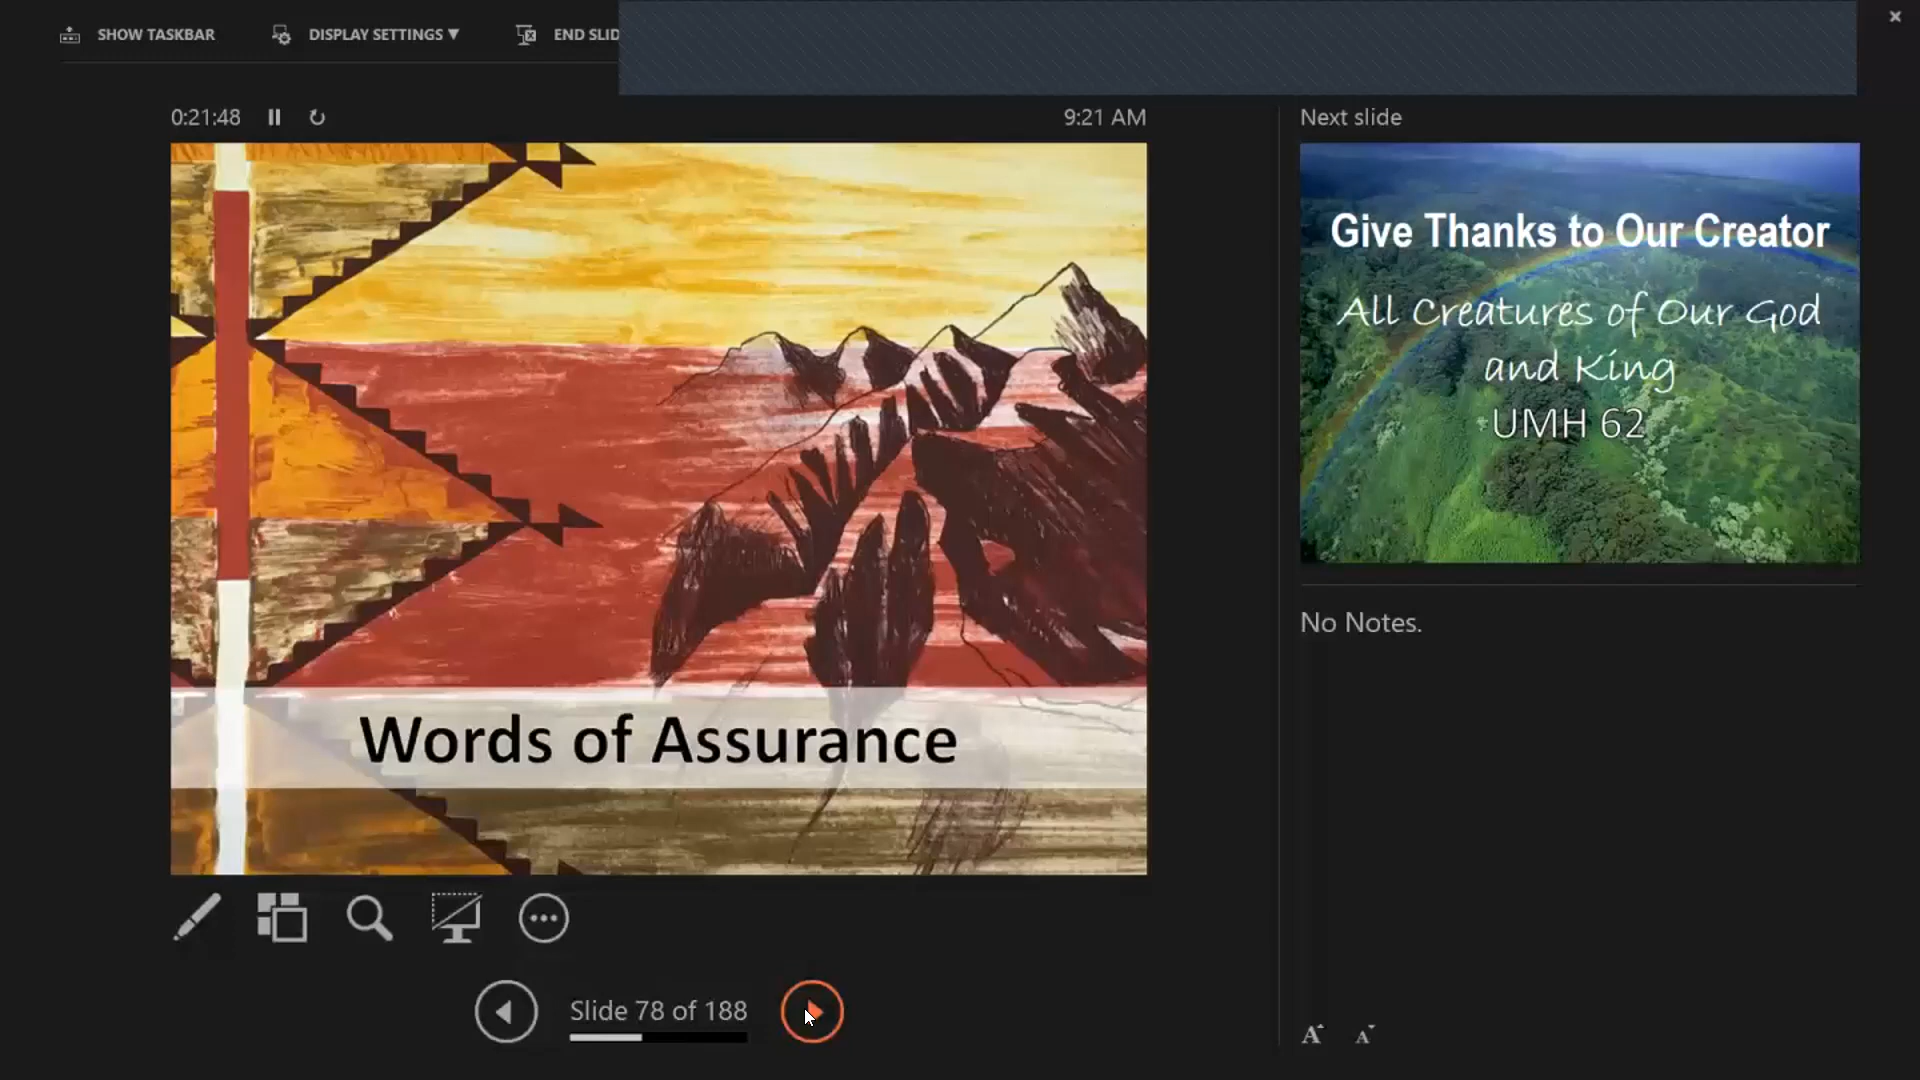 SHOW TASKBAR
DISPLAY SETTINGS ▼
END SLID
0:21:48
9:21 AM
Words of Assurance
Slide 78 of 188
Next slide
Give Thanks to Our Creator
All Creatures of Our God
and King
UMH 62
No Notes.
A A